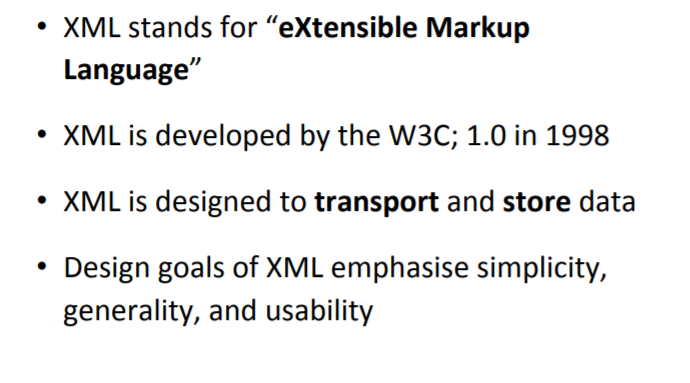 • XML stands for “eXtensible Markup
Language”
• XML is developed by the W3C; 1.0 in 1998
• XML is designed to transport and store data
• Design goals of XML emphasise simplicity,
generality, and usability